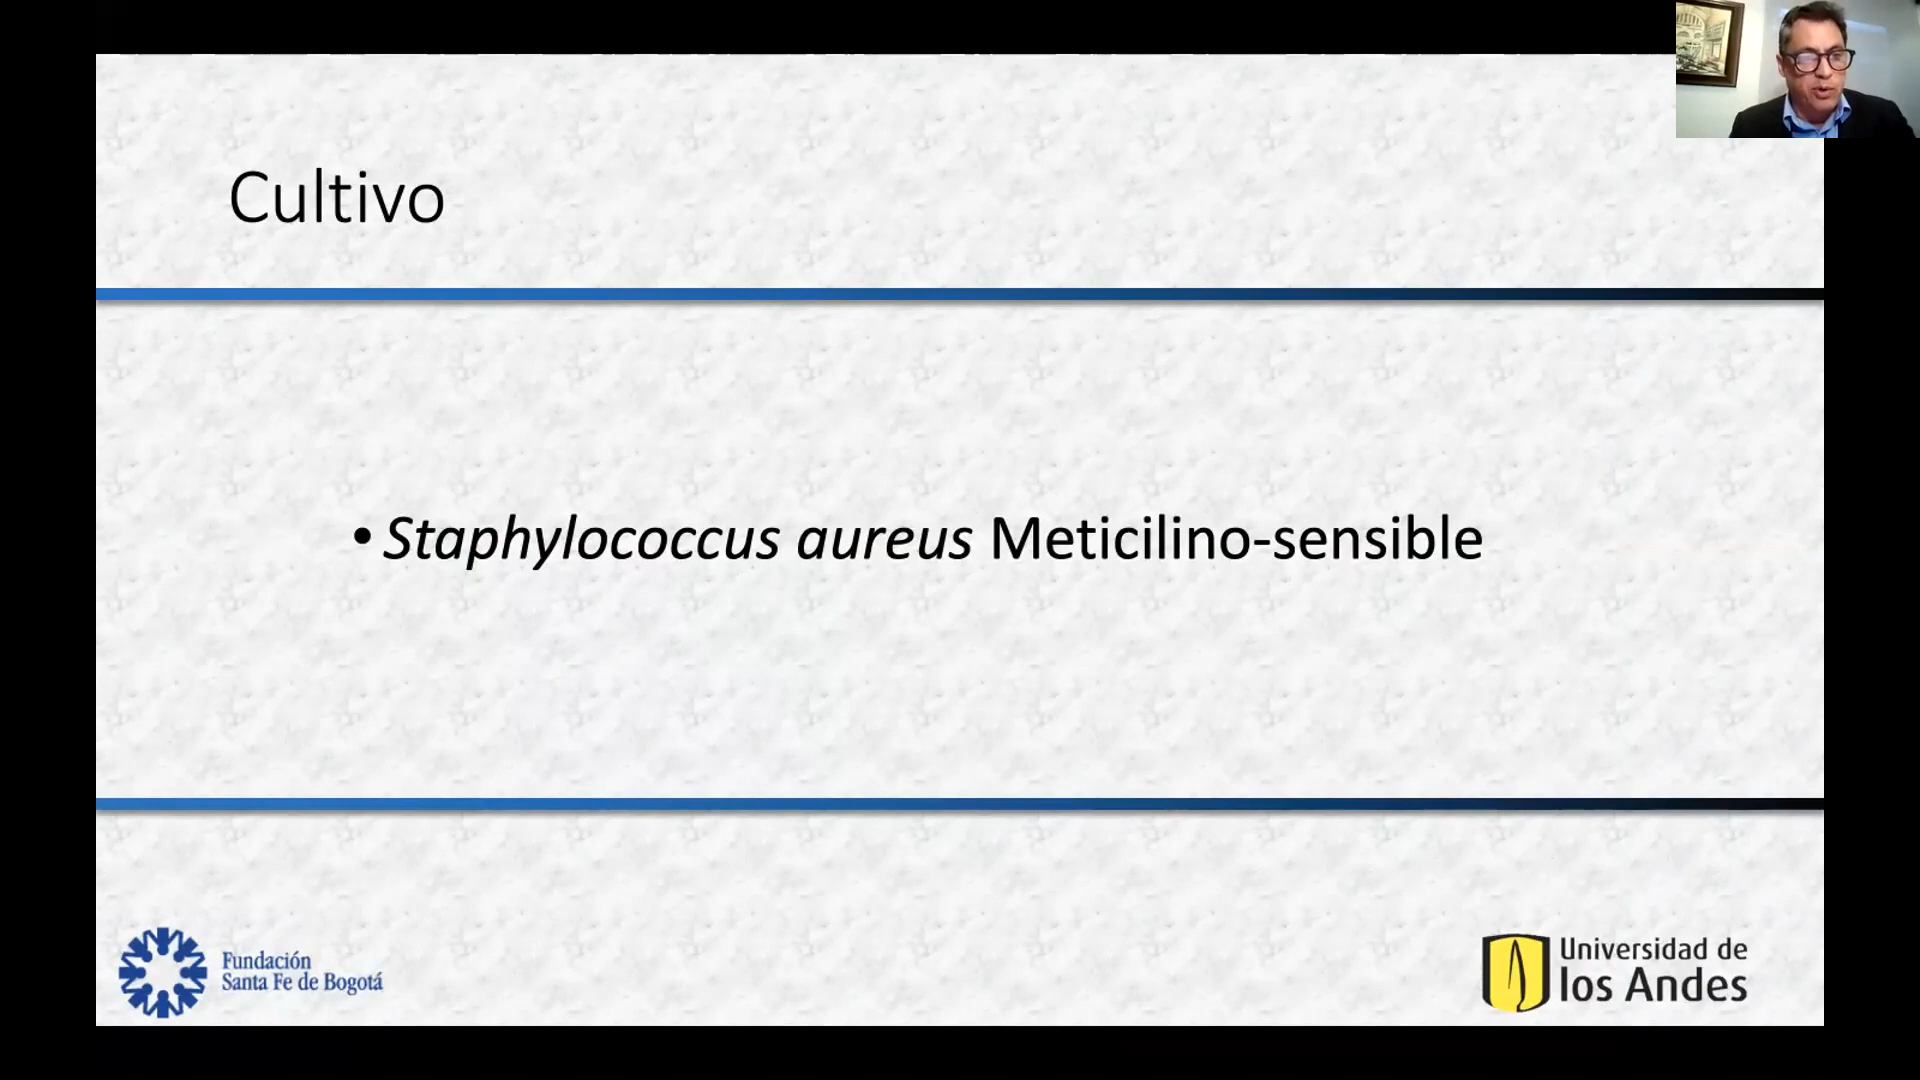 Cultivo
• Staphylococcus aureus Meticilino-sensible
Fundación
Santa Fe de Bogotá
Universidad de
los Andes